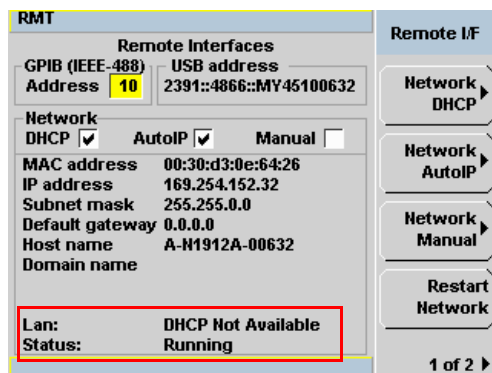 RMT
Remote Interfaces
GPIB (IEEE-488)
Address 10
USB address
2391::4866::MY45100632
Network
DHCP AutoIP Manual
MAC address 00:30:d3:0e:64:26
IP address 169.254.152.32
Subnet mask 255.255.0.0
Default gateway 0.0.0.0
Host name A-N1912A-00632
Domain name
Lan: DHCP Not Available
Status: Running
Remote I/F
Network DHCP
Network AutoIP
Network Manual
Restart Network
1 of 2